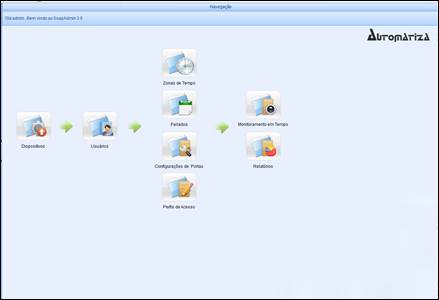 Navegação
Olá admin ,Bem vindo ao SoapAdmin 2.0
Automatiza
Zonas de Tempo
Feriados
Dispositivos
Usuários
Monitoramento em Tempo
Configurações de Portas
Relatórios
Perfis de Acesso